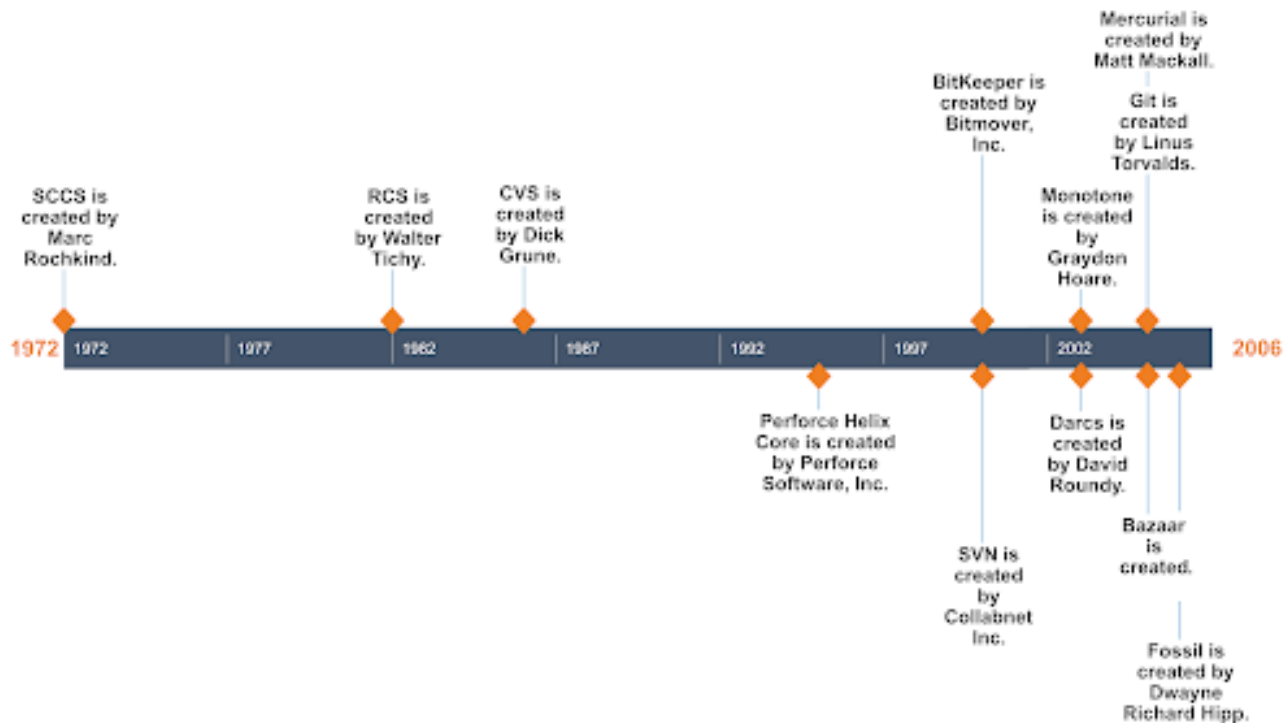 Mercurial is
created by
Matt Mackall.
BitKeeper is
created by
Bitmover,
Inc.
Git is
created
by Linus
Torvalds.
SCCS is
created by
Marc
Rochkind.
RCS is
created
by Walter
Tichy.
CVS is
created
by Dick
Grune.
Monotone
is created
by
Graydon
Hoare.
1972
1972
1977
1982
1987
1992
1997
2002
2006
Perforce Helix
Core is created
by Perforce
Software, Inc.
Darcs is
created
by David
Roundy.
SVN is
created
by
Collabnet
Inc.
Bazaar
is
created.
Fossil is
created by
Dwayne
Richard Hipp.